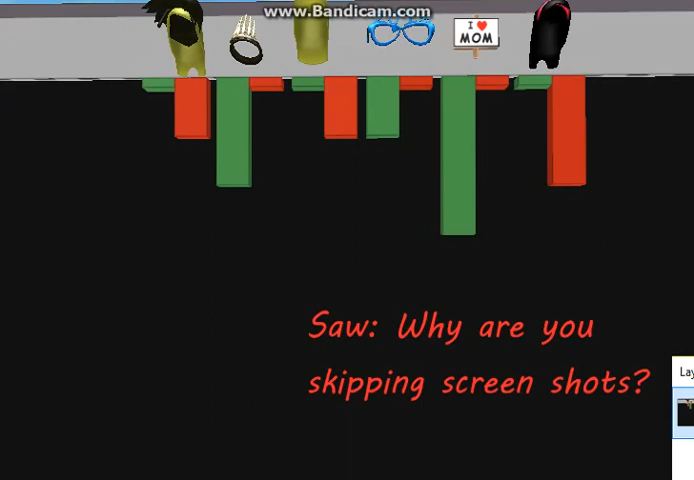 www.Bandicam.com
I ❤
MOM
Saw: Why are you
skipping screen shots?
Lay